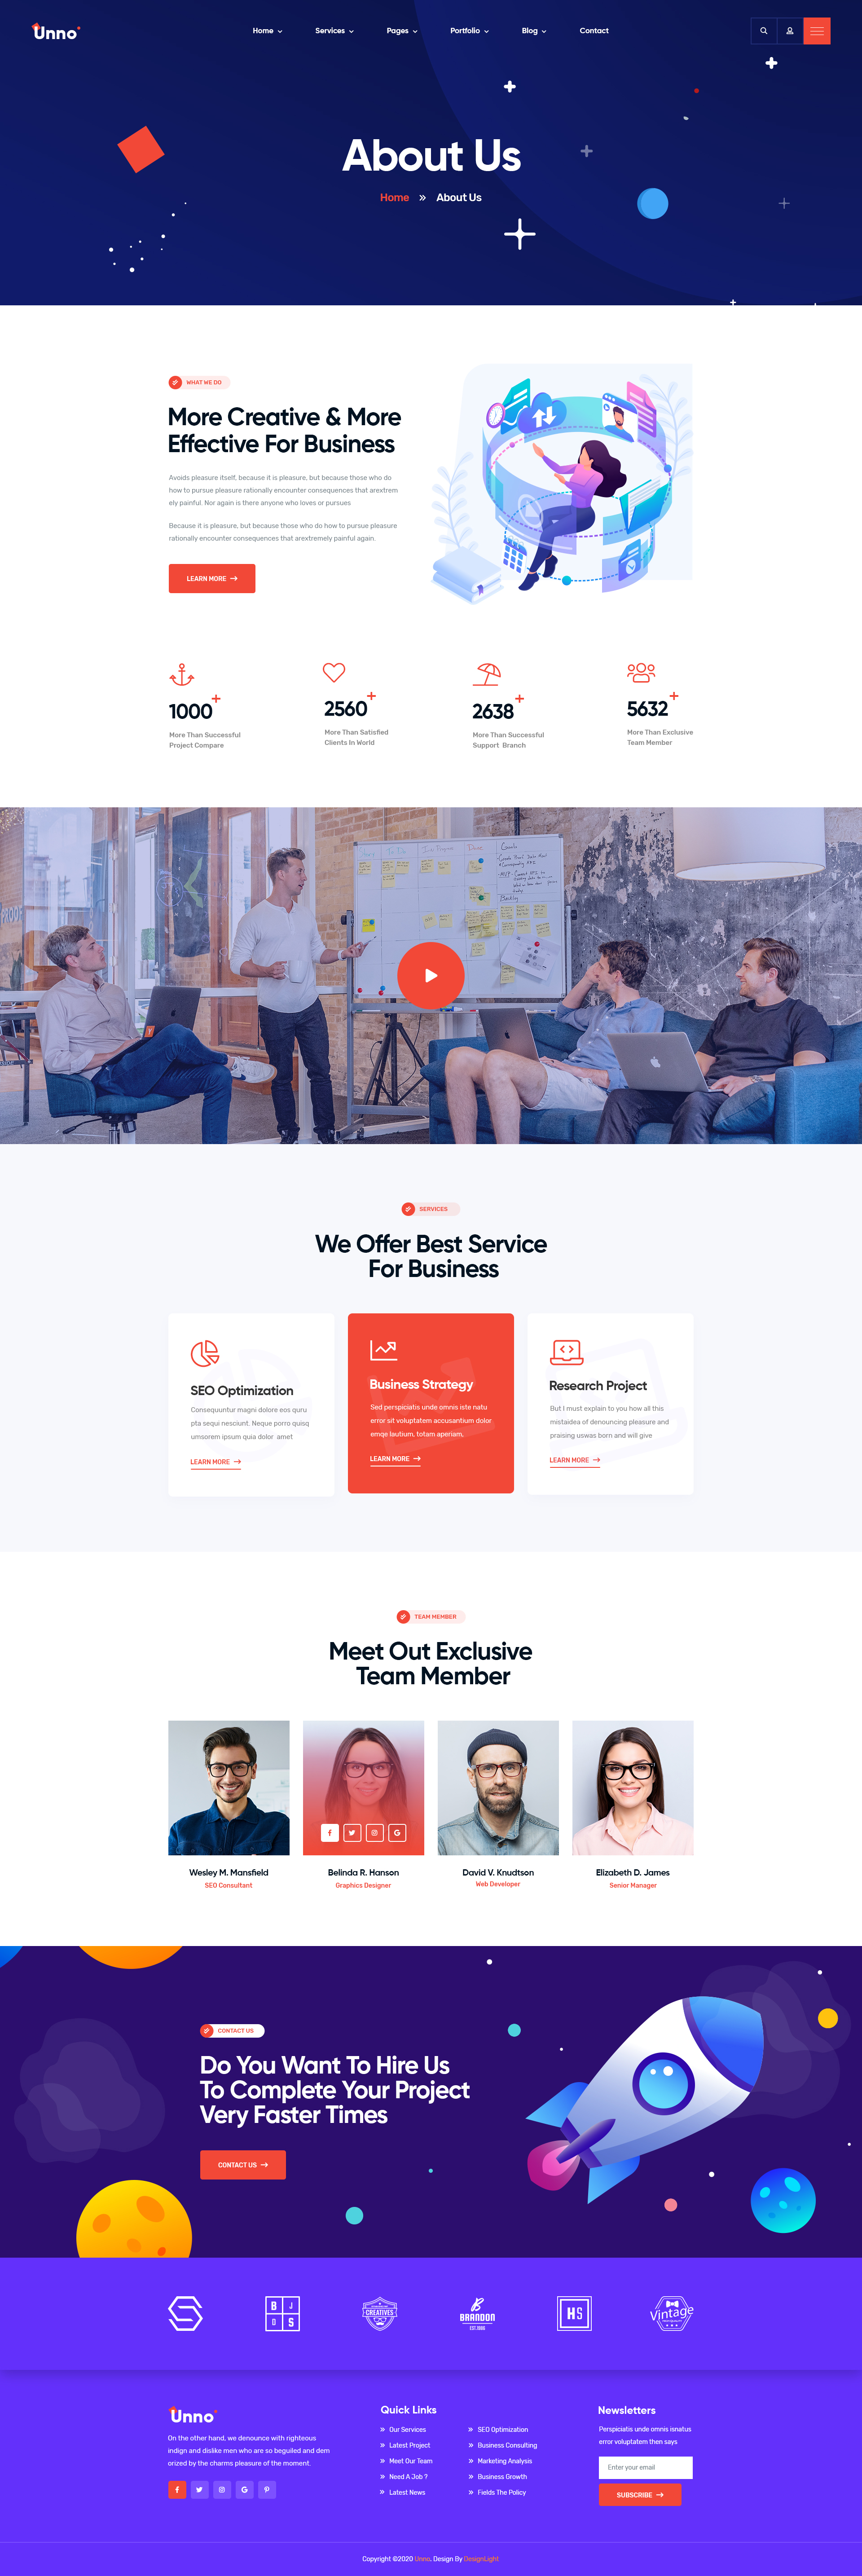 Unno
Home Services Pages Portfolio Blog Contact
About Us
Home » About Us
WHAT WE DO
More Creative & More
Effective For Business
Avoids pleasure itself, because it is pleasure, but because those who do
how to pursue pleasure rationally encounter consequences that arextrem
ely painful. Nor again is there anyone who loves or pursues
Because it is pleasure, but because those who do how to pursue pleasure
rationally encounter consequences that arextremely painful again.
LEARN MORE
1000+
More Than Successful
Project Compare
2560+
More Than Satisfied
Clients In World
2638+
More Than Successful
Support Branch
5632+
More Than Exclusive
Team Member
Goals
Backlog
Done
SERVICES
We Offer Best Service
For Business
SEO Optimization
Consequuntur magni dolore eos quru
pta sequi nesciunt. Neque porro quisq
umsorem ipsum quia dolor amet
LEARN MORE
Business Strategy
Sed perspiciatis unde omnis iste natu
error sit voluptatem accusantium dolor
emqe lautium, totam aperiam,
LEARN MORE
Research Project
But I must explain to you how all this
mistaidea of denouncing pleasure and
praising uswas born and will give
LEARN MORE
TEAM MEMBER
Meet Out Exclusive
Team Member
Wesley M. Mansfield
SEO Consultant
Belinda R. Hanson
Graphics Designer
David V. Knudtson
Web Developer
Elizabeth D. James
Senior Manager
CONTACT US
Do You Want To Hire Us
To Complete Your Project
Very Faster Times
CONTACT US
B J
D S
CREATIVES
B
BRANDON
EST.1986
HS
Vintage
Unno
On the other hand, we denounce with righteous
indign and dislike men who are so beguiled and dem
orized by the charms pleasure of the moment.
Quick Links
» Our Services
» Latest Project
» Meet Our Team
» Need A Job ?
» Latest News
» SEO Optimization
» Business Consulting
» Marketing Analysis
» Business Growth
» Fields The Policy
Newsletters
Perspiciatis unde omnis isnatus
error voluptatem then says
Enter your email
SUBSCRIBE
Copyright ©2020 Unno. Design By DesignLight